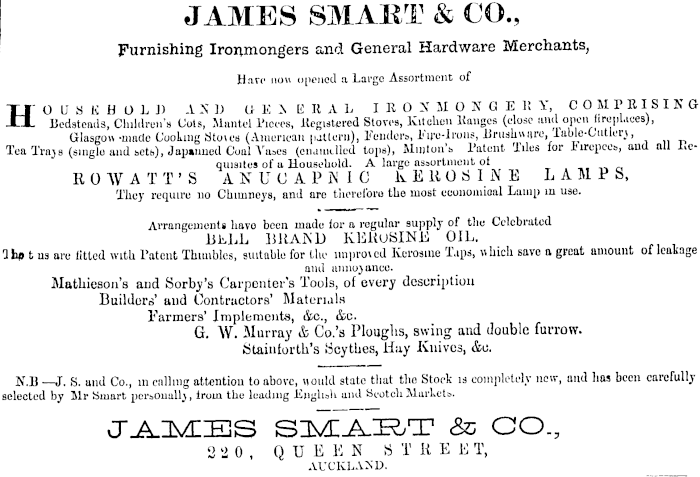 JAMES SMART & CO.,
Furnishing Ironmongers and General Hardware Merchants,
Have now opened a Large Assortment of
HOUSEHOLD AND GENERAL IRONMONGERY, COMPRISING
Bedsteads, Children's Cots, Mantel Pieces, Registered Stoves, Kitchen Ranges (close and open fireplaces),
Glasgow-made Cooking Stoves (American pattern), Fenders, Fire-Irons, Brushware, Table-Cutlery,
Tea Trays (single and sets), Japanned Coal Vases (enamelled tops), Minton's Patent Tiles for Firepeces, and all Re-
quisites of a Household. A large assortment of
ROWATT'S ANUCAPNIC KEROSINE LAMPS,
They require no Chimneys, and are therefore the most economical Lamp in use.
Arrangements have been made for a regular supply of the Celebrated
BELL BRAND KEROSINE OIL.
The t ns are fitted with Patent Thimbles, suitable for the improved Kerosine Taps, which save a great amount of leakage
and annoyance.
Mathieson's and Sorby's Carpenter's Tools, of every description
Builders' and Contractors' Materials
Farmers' Implements, &c., &c.
G. W. Murray & Co.'s Ploughs, swing and double furrow.
Stainforth's Scythes, Hay Knives, &c.
N.B—J. S. and Co., in calling attention to above, would state that the Stock is completely new, and has been carefully
selected by Mr Smart personally, from the leading English and Scotch Markets.
JAMES SMART & CO.,
220, QUEEN STREET,
AUCKLAND.